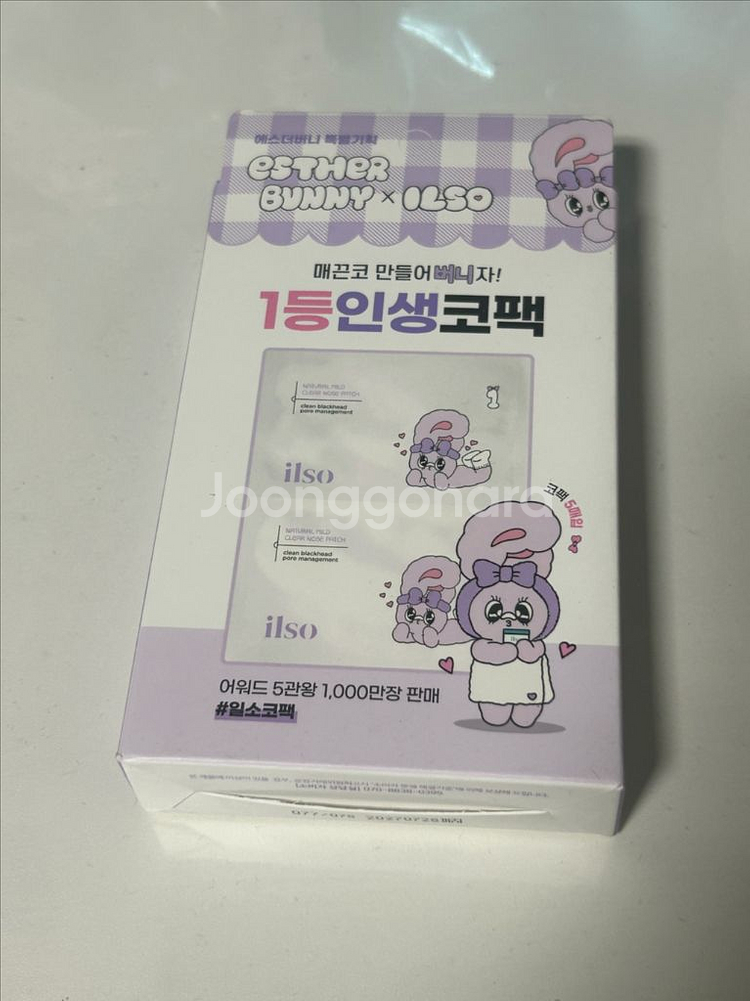 에스더버니 특별기획
ESTHER
BUNNY × ILSO
매끈코 만들어버니자!
1등인생코팩
NATURAL MILD
CLEAR NOSE PATCH
clean blackhead
pore management
1
ilso
Joonggonara
코팩 5매입
NATURAL MILD
CLEAR NOSE PATCH
clean blackhead
pore management
ilso
어워드 5관왕 1,000만장 판매
#일소코팩